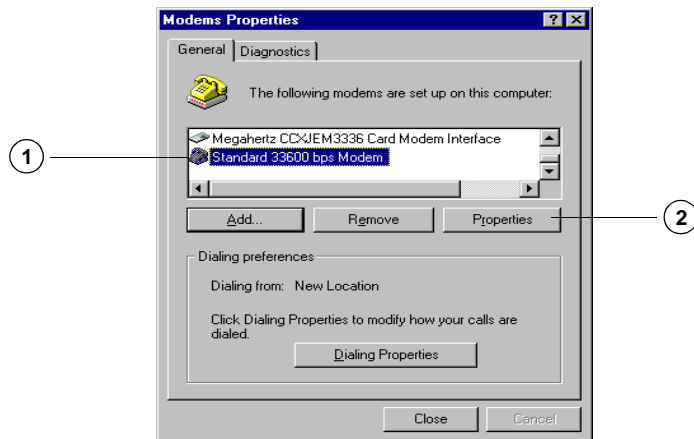 Modems Properties
General Diagnostics
The following modems are set up on this computer:
Megahertz CCXJEM3336 Card Modem Interface
1 Standard 33600 bps Modem
Add... Remove Properties 2
Dialing preferences
Dialing from: New Location
Click Dialing Properties to modify how your calls are
dialed.
Dialing Properties
Close Cancel